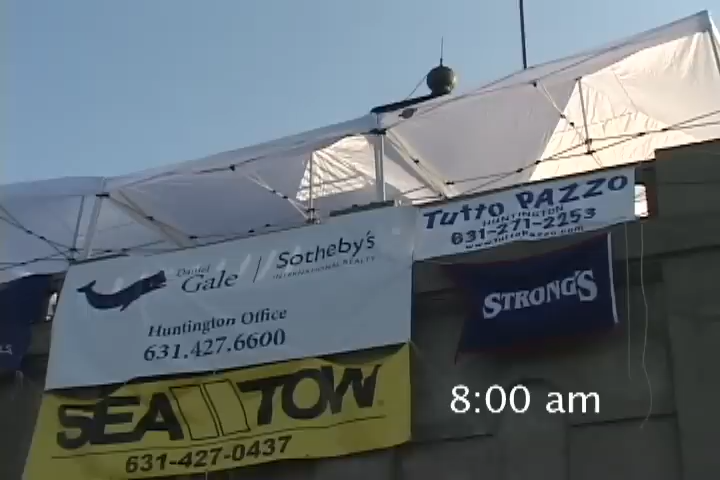 Tutto PAZZO
HUNTINGTON
631-271-2253
www.tuttopazzo.com
Daniel
Gale
Sotheby's
INTERNATIONAL REALTY
Huntington Office
631.427.6600
STRONG'S
SEA TOW
631-427-0437
8:00 am